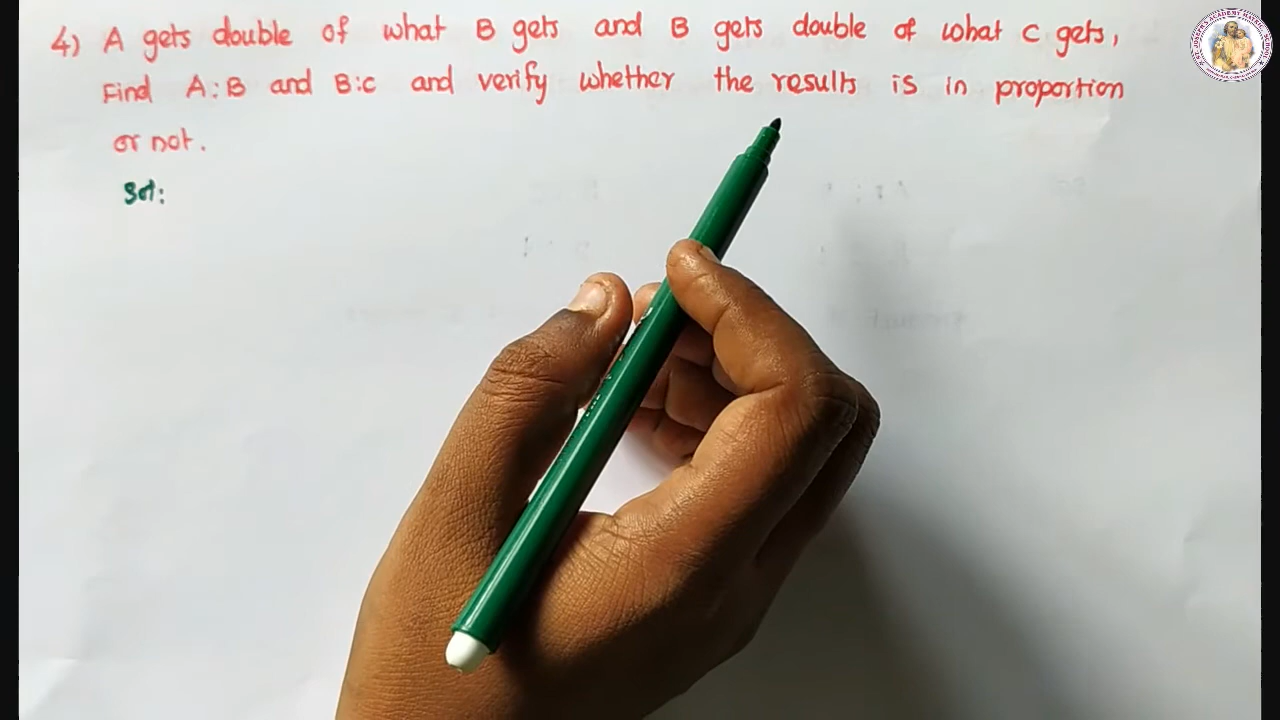 4) A gets double of what B gets and B gets double of what C gets,
Find A:B and B:C and verify whether the results is in proportion
or not.
Sol: